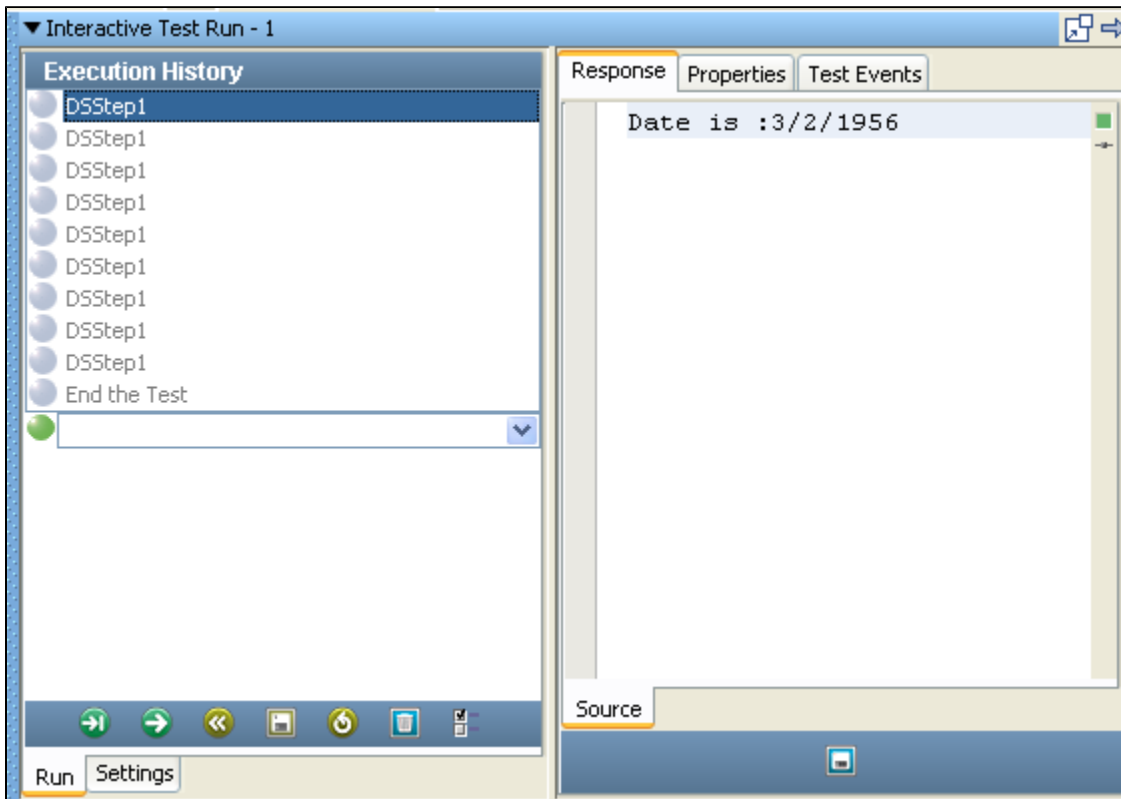 Interactive Test Run - 1
Execution History
DSStep1
DSStep1
DSStep1
DSStep1
DSStep1
DSStep1
DSStep1
DSStep1
DSStep1
End the Test
Run
Settings
Response
Properties
Test Events
Date is :3/2/1956
Source